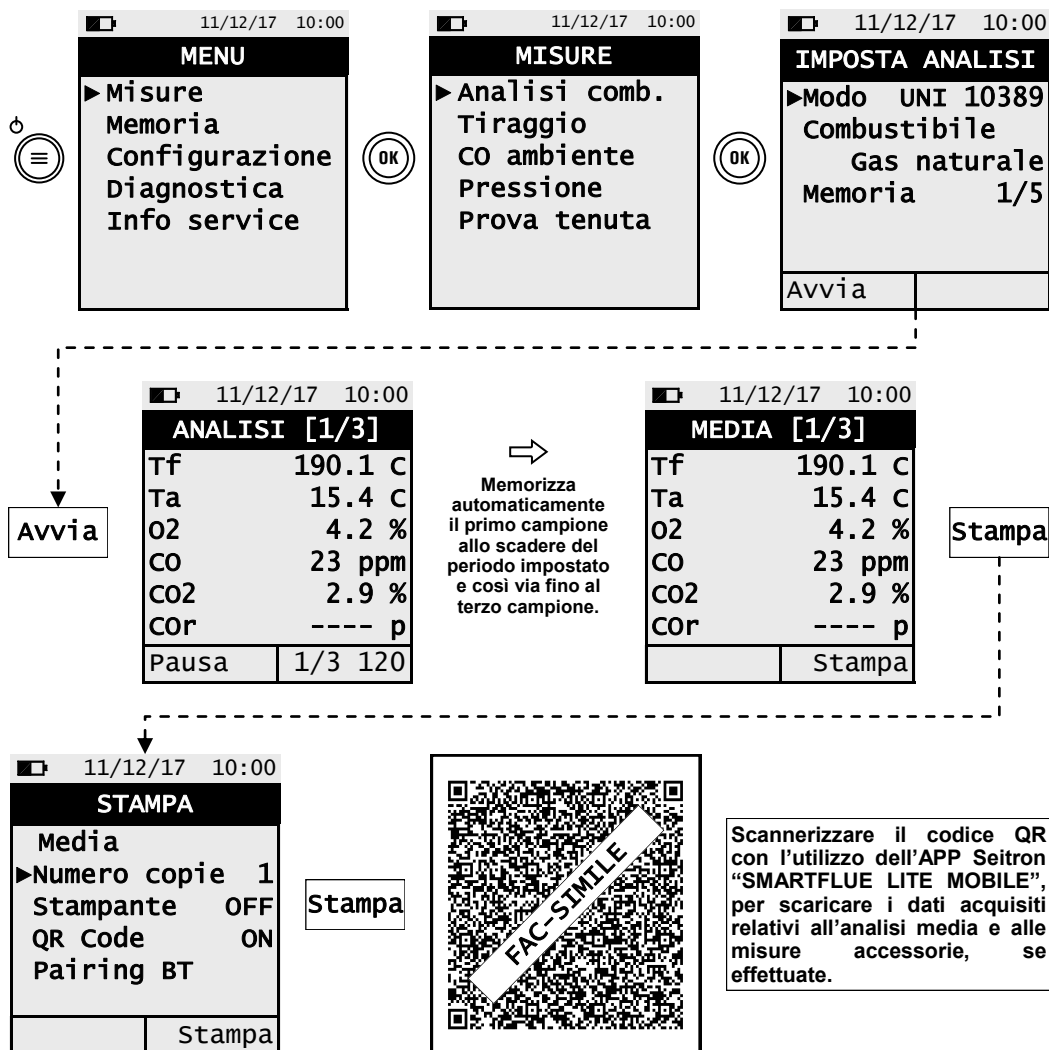 11/12/17 10:00
MENU
►Misure
Memoria
Configurazione
Diagnostica
Info service
OK
11/12/17 10:00
MISURE
►Analisi comb.
Tiraggio
CO ambiente
Pressione
Prova tenuta
OK
11/12/17 10:00
IMPOSTA ANALISI
►Modo UNI 10389
Combustibile
Gas naturale
Memoria 1/5
Avvia
Avvia
11/12/17 10:00
ANALISI [1/3]
Tf 190.1 C
Ta 15.4 C
O2 4.2 %
CO 23 ppm
CO2 2.9 %
COr ---- p
Pausa 1/3 120
Memorizza
automaticamente
il primo campione
allo scadere del
periodo impostato
e così via fino al
terzo campione.
11/12/17 10:00
MEDIA [1/3]
Tf 190.1 C
Ta 15.4 C
O2 4.2 %
CO 23 ppm
CO2 2.9 %
COr ---- p
Stampa
Stampa
11/12/17 10:00
STAMPA
Media
►Numero copie 1
Stampante OFF
QR Code ON
Pairing BT
Stampa
Stampa
FAC-SIMILE
Scannerizzare il codice QR
con l'utilizzo dell'APP Seitron
“SMARTFLUE LITE MOBILE”,
per scaricare i dati acquisiti
relativi all'analisi media e alle
misure accessorie, se
effettuate.